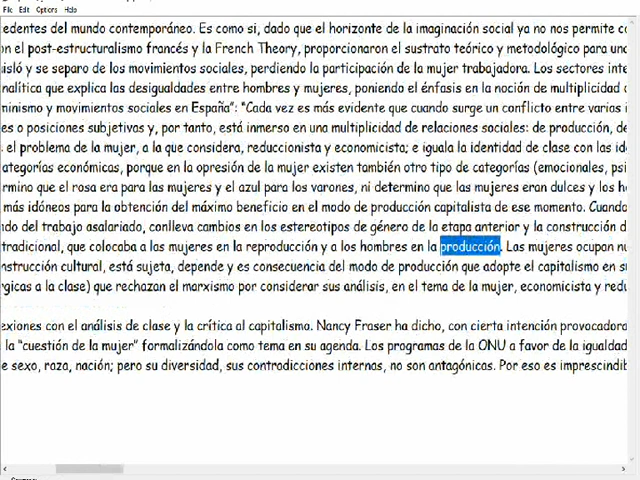 File Edit Options Help
cedentes del mundo contemporáneo. Es como si, dado que el horizonte de la imaginación social ya no nos permite c
on el post-estructuralismo francés y la French Theory, proporcionaron el sustrato teórico y metodológico para uno
aisló y se separo de los movimientos sociales, perdiendo la participación de la mujer trabajadora. Los sectores inte
nalítica que explica las desigualdades entre hombres y mujeres, poniendo el énfasis en la noción de multiplicidad d
minismo y movimientos sociales en España": "Cada vez es más evidente que cuando surge un conflicto entre varias i
es o posiciones subjetivas y, por tanto, está inmerso en una multiplicidad de relaciones sociales: de producción, de
s el problema de la mujer, a la que considera, reduccionista y economicista; e iguala la identidad de clase con las ide
ategorías económicas, porque en la opresión de la mujer existen también otro tipo de categorías (emocionales, psi
rmino que el rosa era para las mujeres y el azul para los varones, ni determino que las mujeres eran dulces y los ho
más idóneos para la obtención del máximo beneficio en el modo de producción capitalista de ese momento. Cuando
ndo del trabajo asalariado, conlleva cambios en los estereotipos de género de la etapa anterior y la construcción d
tradicional, que colocaba a las mujeres en la reproducción y a los hombres en la producción. Las mujeres ocupan nu
nstrucción cultural, está sujeta, depende y es consecuencia del modo de producción que adopte el capitalismo en su
rgicas a la clase) que rechazan el marxismo por considerar sus análisis, en el tema de la mujer, economicista y redu
exiones con el análisis de clase y la crítica al capitalismo. Nancy Fraser ha dicho, con cierta intención provocadora
la "cuestión de la mujer" formalizándola como tema en su agenda. Los programas de la ONU a favor de la igualdad
e sexo, raza, nación; pero su diversidad, sus contradicciones internas, no son antagónicas. Por eso es imprescindib